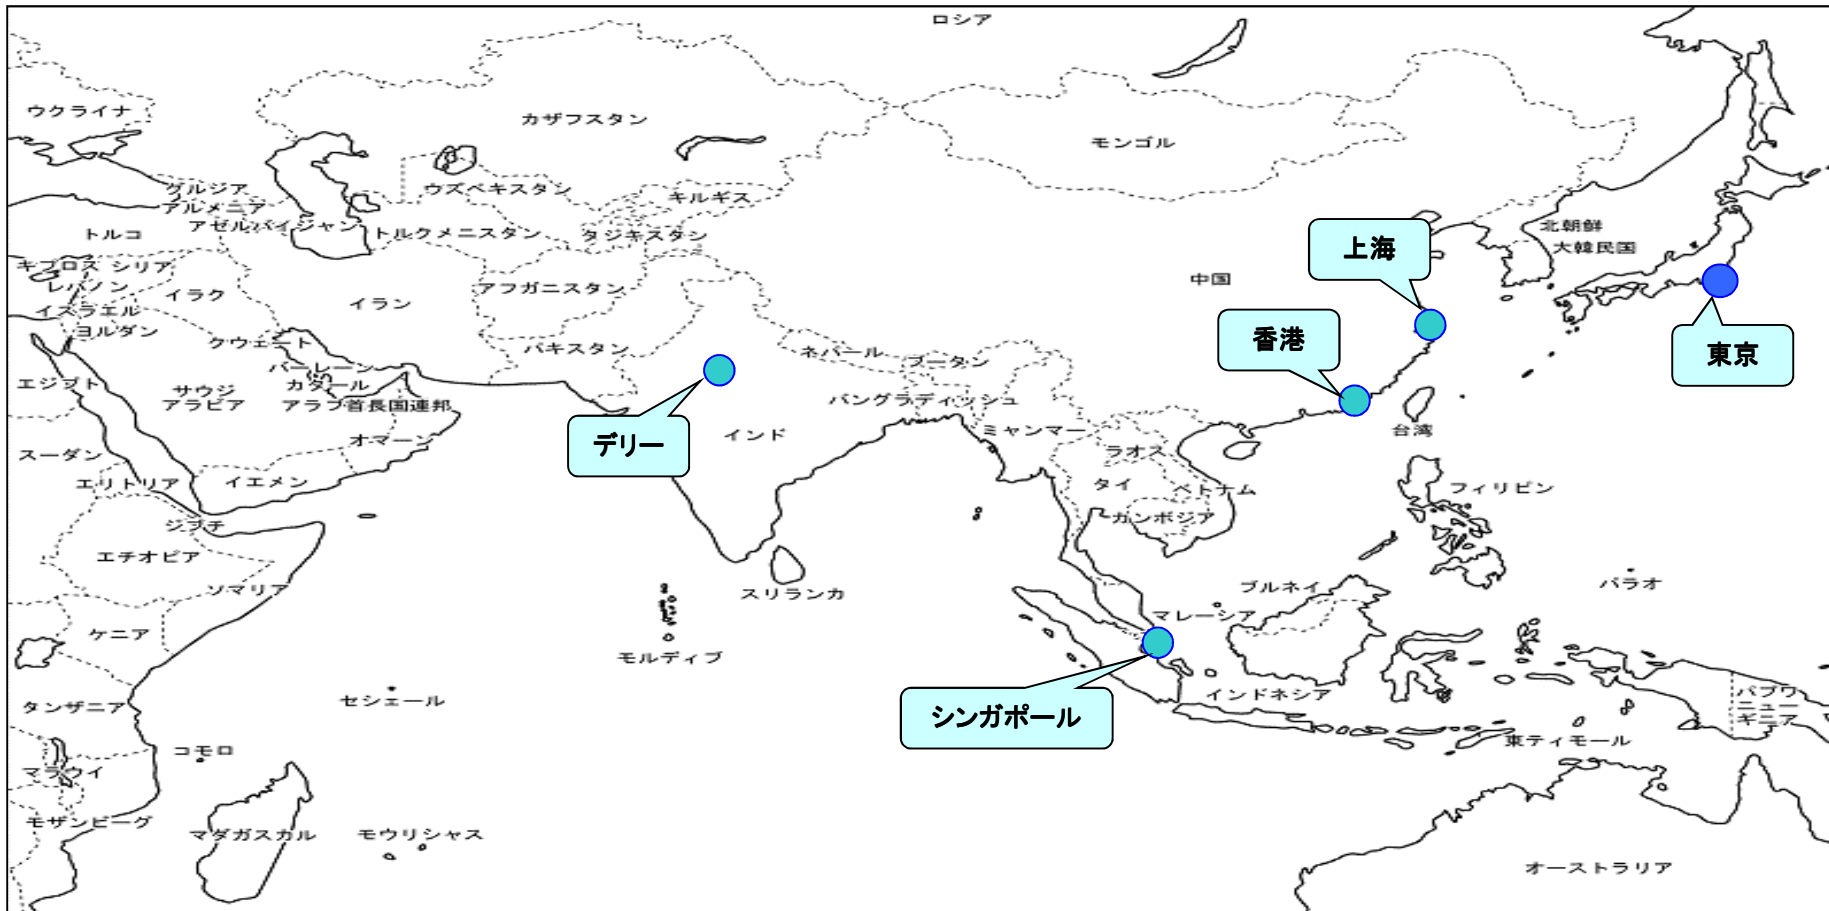 ロシア
ウクライナ
カザフスタン
モンゴル
グルジア
アルメニア
アゼルバイジャン
ウズベキスタン
キルギス
トルコ
トルクメニスタン
タジキスタン
北朝鮮
大韓民国
上海
キプロス シリア
レバノン
イラク
イラン
アフガニスタン
中国
イスラエル
ヨルダン
クウェート
パキスタン
ネパール
ブータン
香港
東京
エジプト
サウジ
アラビア
バーレーン
カタール
アラブ首長国連邦
バングラディッシュ
デリー
インド
ミャンマー
台湾
スーダン
オマーン
ラオス
エリトリア
イエメン
タイ
ベトナム
フィリピン
ジブチ
カンボジア
エチオピア
ソマリア
スリランカ
ブルネイ
パラオ
ケニア
モルディブ
マレーシア
タンザニア
セシェール
シンガポール
インドネシア
パプワ
ニュー
ギニア
コモロ
東ティモール
マラウイ
モザンビーグ
マダガスカル
モウリシャス
オーストラリア